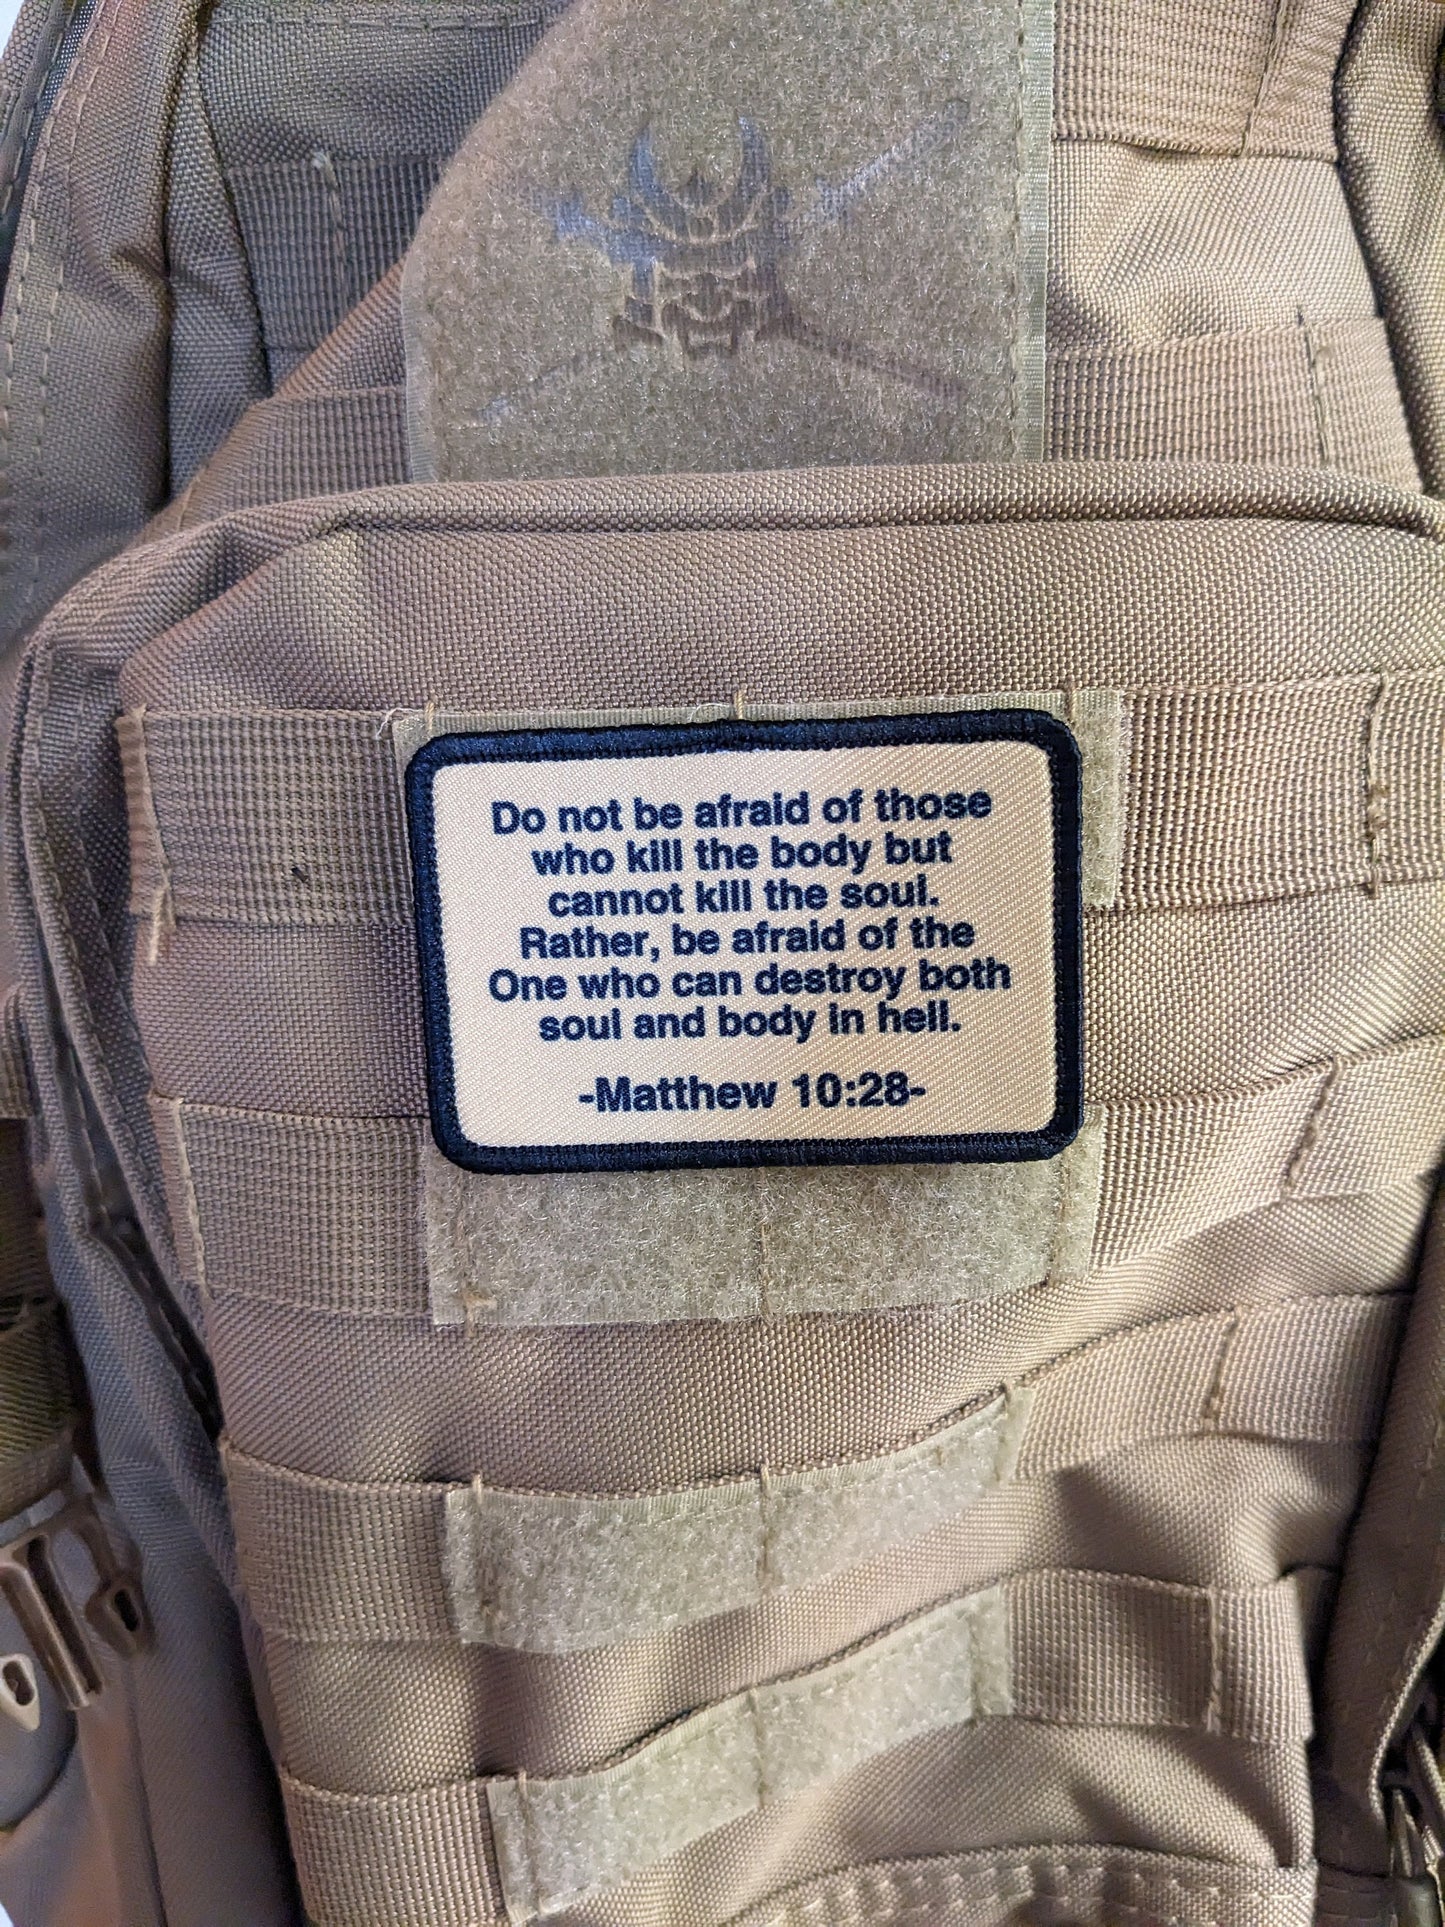 Do not be afraid of those
who kill the body but
cannot kill the soul.
Rather, be afraid of the
One who can destroy both
soul and body in hell.
-Matthew 10:28-